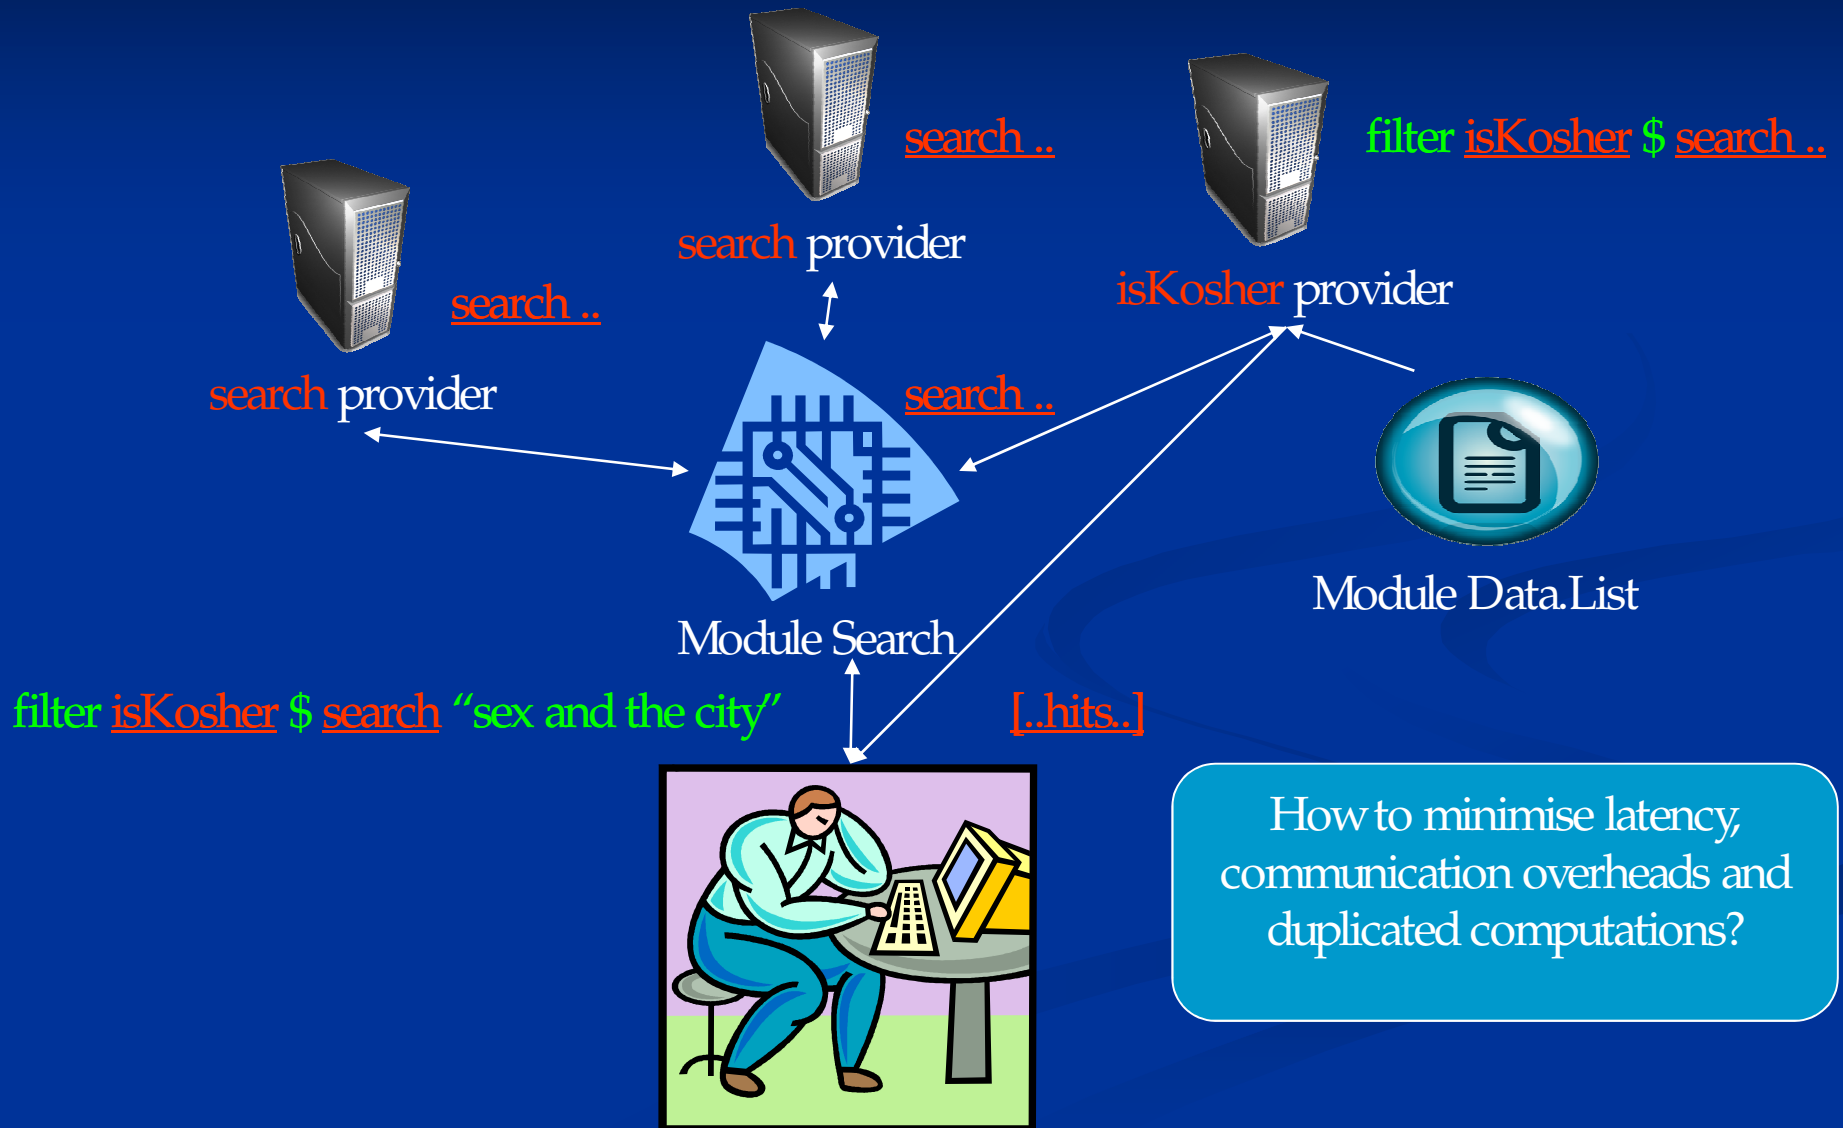 search ..
filter isKosher $ search ..
search provider
isKosher provider
search ..
search provider
search ..
Module Data.List
Module Search
filter isKosher $ search “sex and the city”
[..hits..]
How to minimise latency,
communication overheads and
duplicated computations?